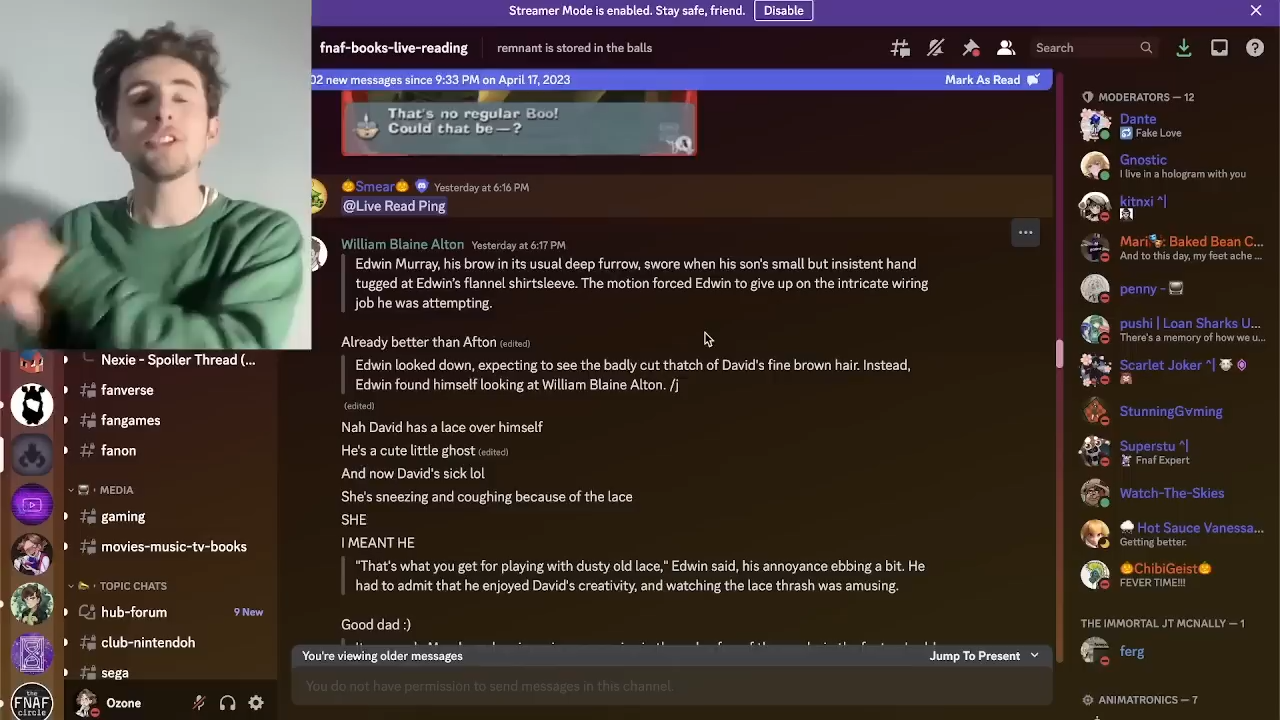 Streamer Mode is enabled. Stay safe, friend.
Disable
fnaf-books-live-reading
remnant is stored in the balls
Search
02 new messages since 9:33 PM on April 17, 2023
Mark As Read
That's no regular Boo!
Could that be—?
🎃Smear🎃 Yesterday at 6:16 PM
@Live Read Ping
William Blaine Alton Yesterday at 6:17 PM
Edwin Murray, his brow in its usual deep furrow, swore when his son's small but insistent hand
tugged at Edwin's flannel shirtsleeve. The motion forced Edwin to give up on the intricate wiring
job he was attempting.
Already better than Afton (edited)
Edwin looked down, expecting to see the badly cut thatch of David's fine brown hair. Instead,
Edwin found himself looking at William Blaine Alton. /j
(edited)
Nah David has a lace over himself
He's a cute little ghost (edited)
And now David's sick lol
She's sneezing and coughing because of the lace
SHE
I MEANT HE
"That's what you get for playing with dusty old lace," Edwin said, his annoyance ebbing a bit. He
had to admit that he enjoyed David's creativity, and watching the lace thrash was amusing.
Good dad :)
You're viewing older messages
Jump To Present
You do not have permission to send messages in this channel.
Nexie - Spoiler Thread (...
fanverse
fangames
fanon
MEDIA
gaming
movies-music-tv-books
TOPIC CHATS
hub-forum
9 New
club-nintendoh
sega
the
FNAF
circle
Ozone
MODERATORS — 12
Dante
Fake Love
Gnostic
I live in a hologram with you
kitnxi ^|
Mari: Baked Bean C...
And to this day, my feet ache ...
penny -
pushi | Loan Sharks U...
There's a memory of how we u...
Scarlet Joker ^|
StunningG∀ming
Superstu ^|
Fnaf Expert
Watch-The-Skies
Hot Sauce Vanessa...
Getting better.
🎃ChibiGeist🎃
FEVER TIME!!!
THE IMMORTAL JT MCNALLY — 1
ferg
ANIMATRONICS — 7